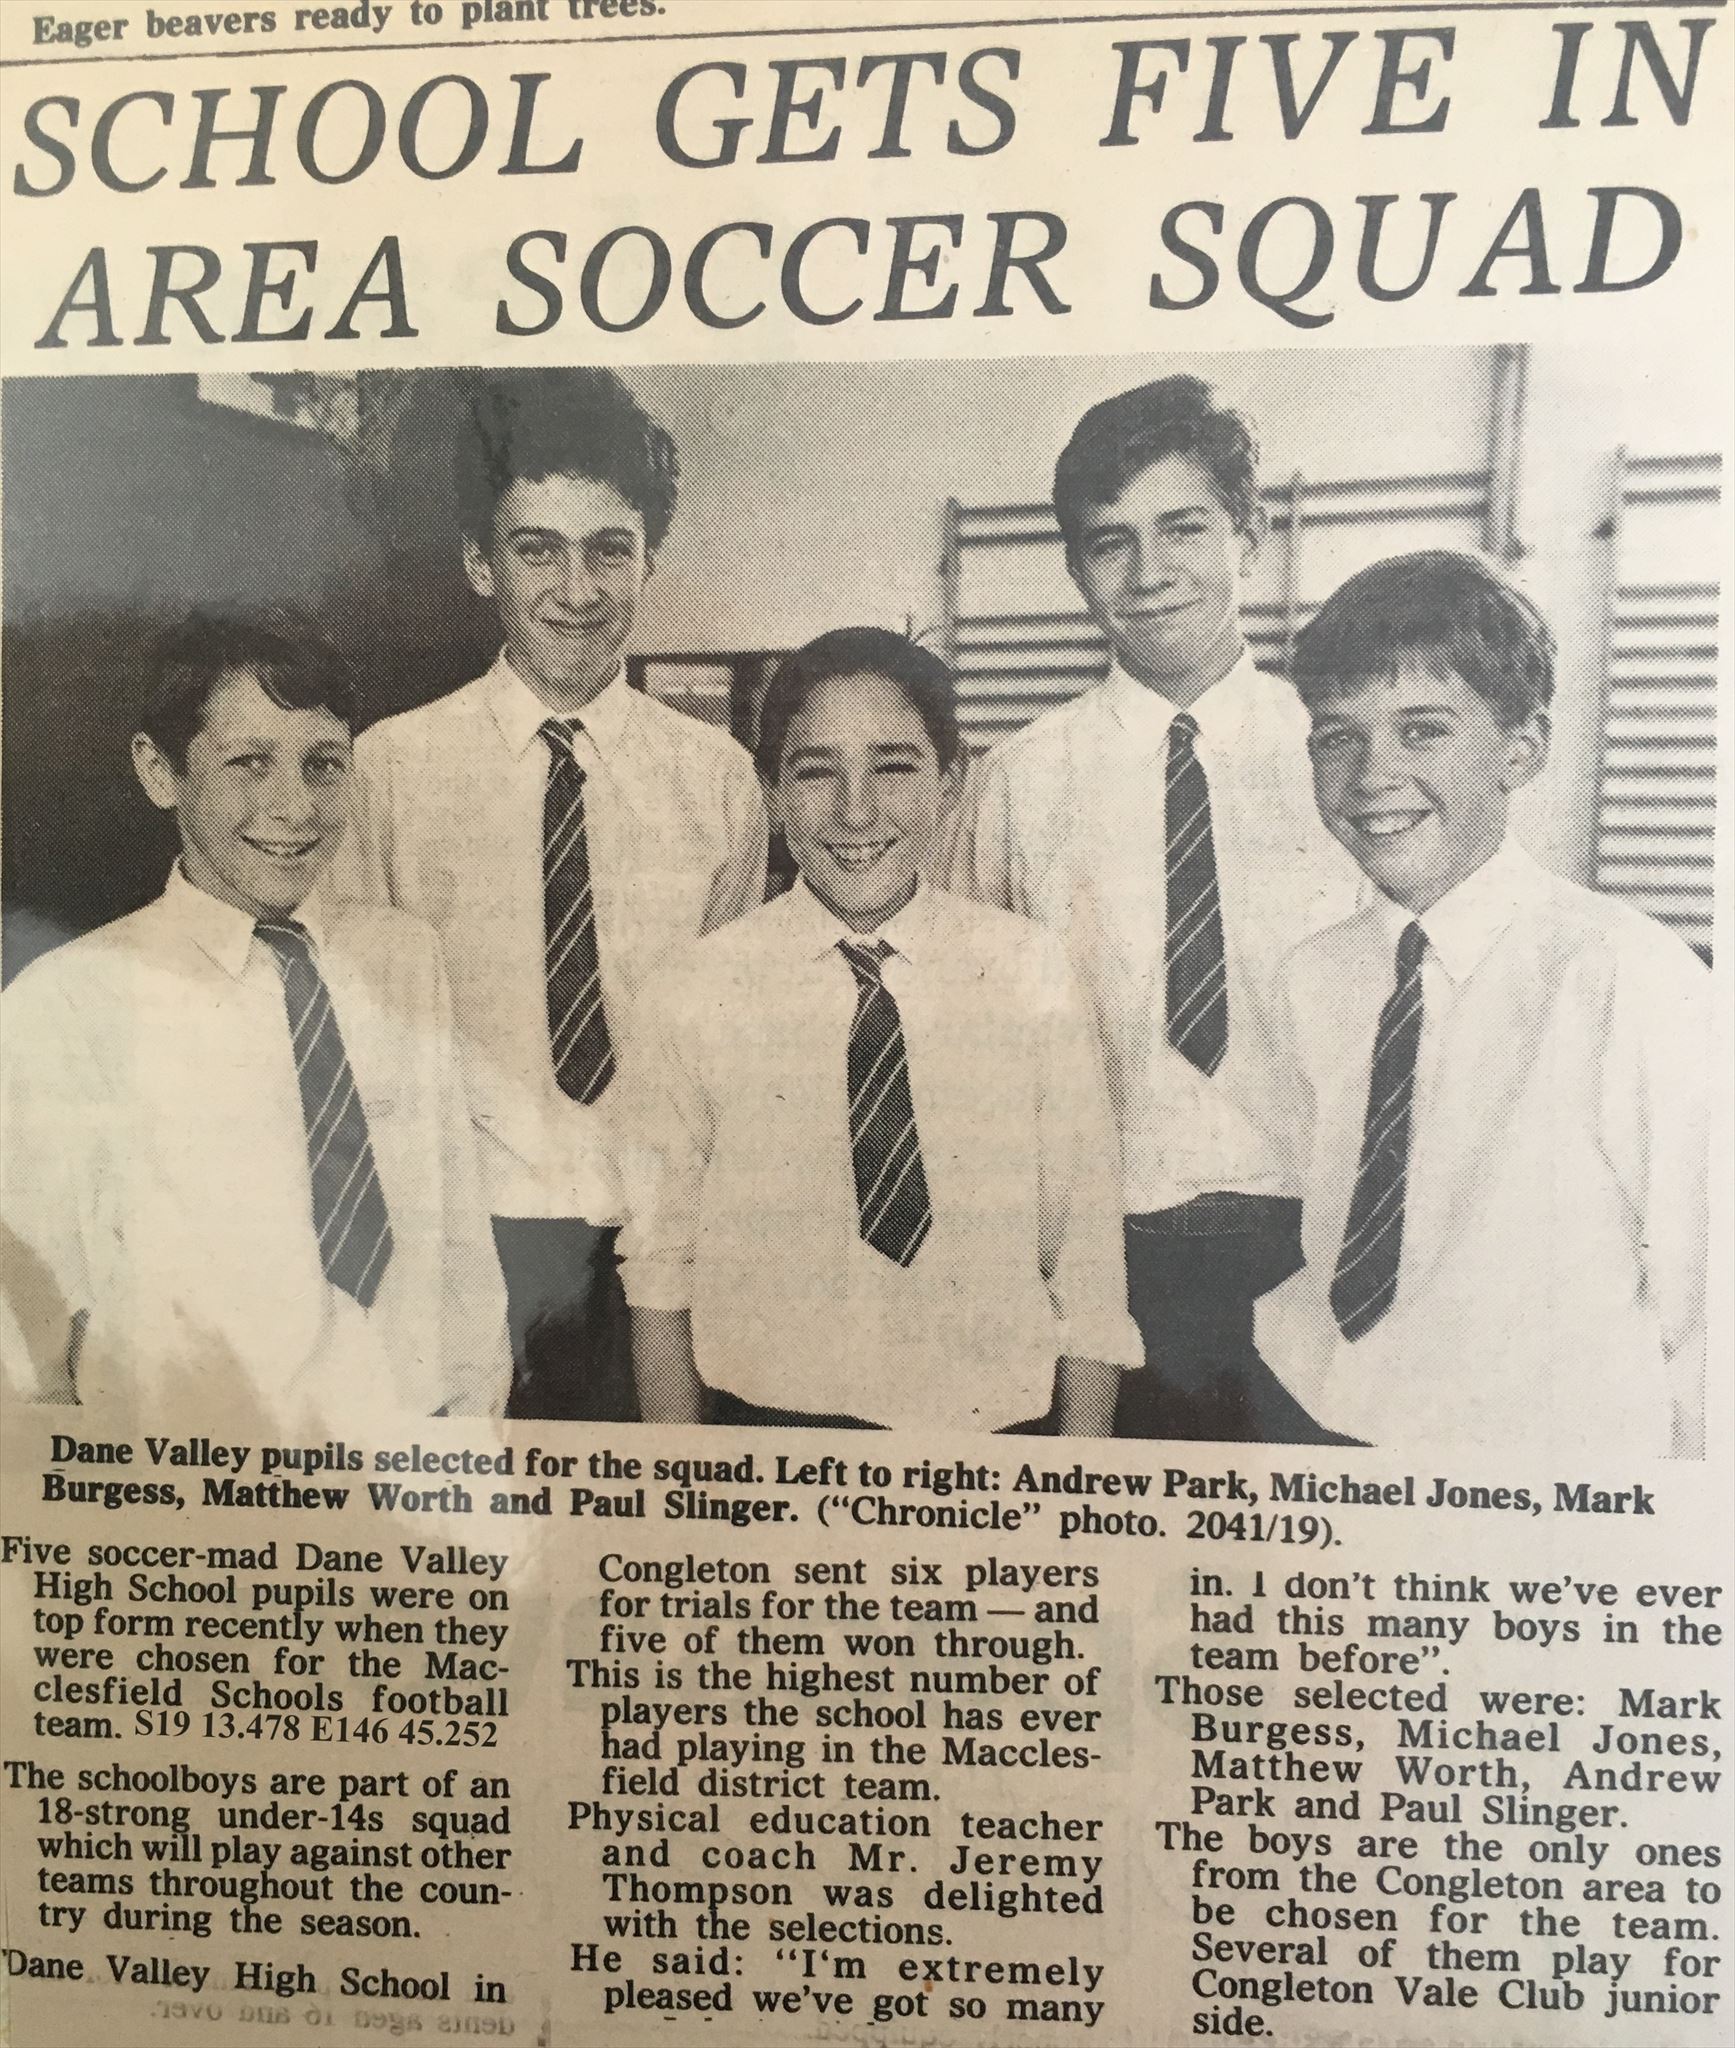 Eager beavers ready to plant trees.
SCHOOL GETS FIVE IN
AREA SOCCER SQUAD
Dane Valley pupils selected for the squad. Left to right: Andrew Park, Michael Jones, Mark
Burgess, Matthew Worth and Paul Slinger. ("Chronicle" photo. 2041/19).
Five soccer-mad Dane Valley
High School pupils were on
top form recently when they
were chosen for the Mac-
clesfield Schools football
team. S19 13.478 E146 45.252
The schoolboys are part of an
18-strong under-14s squad
which will play against other
teams throughout the coun-
try during the season.
Dane Valley High School in
Congleton sent six players
for trials for the team — and
five of them won through.
This is the highest number of
players the school has ever
had playing in the Maccles-
field district team.
Physical education teacher
and coach Mr. Jeremy
Thompson was delighted
with the selections.
He said: "I'm extremely
pleased we've got so many
in. I don't think we've ever
had this many boys in the
team before".
Those selected were: Mark
Burgess, Michael Jones,
Matthew Worth, Andrew
Park and Paul Slinger.
The boys are the only ones
from the Congleton area to
be chosen for the team.
Several of them play for
Congleton Vale Club junior
side.